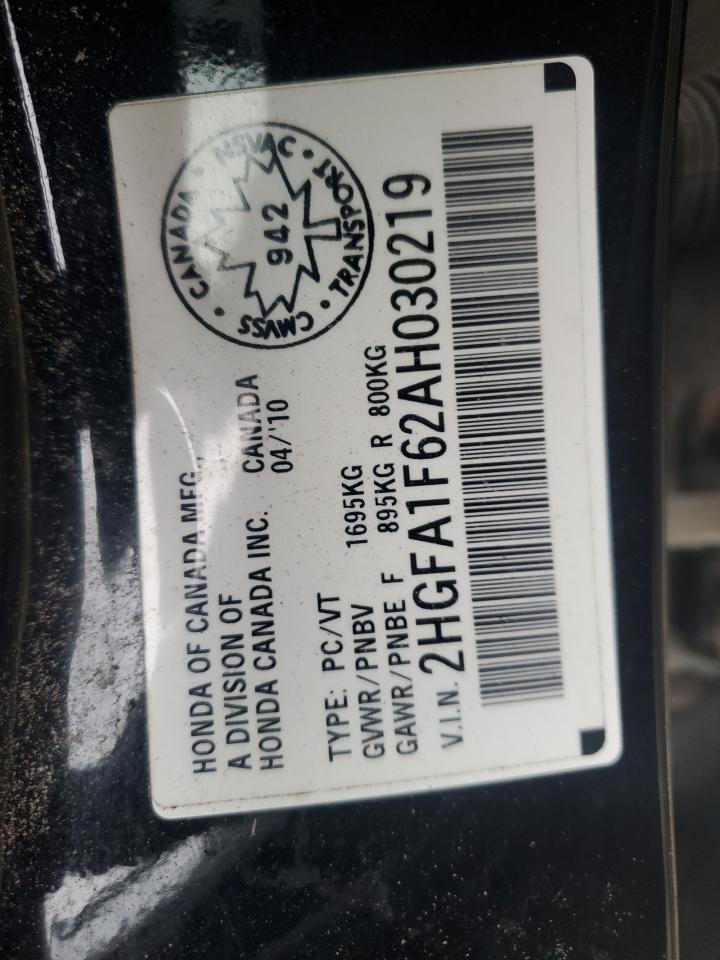 HONDA OF CANADA MFG.,
A DIVISION OF
HONDA CANADA INC. CANADA
04/'10
CANADA • NSVAC • TRANSPORT • CMVSS
942
TYPE: PC/VT
GVWR/PNBV 1695KG
GAWR/PNBE F 895KG R 800KG
V.I.N. 2HGFA1F62AH030219